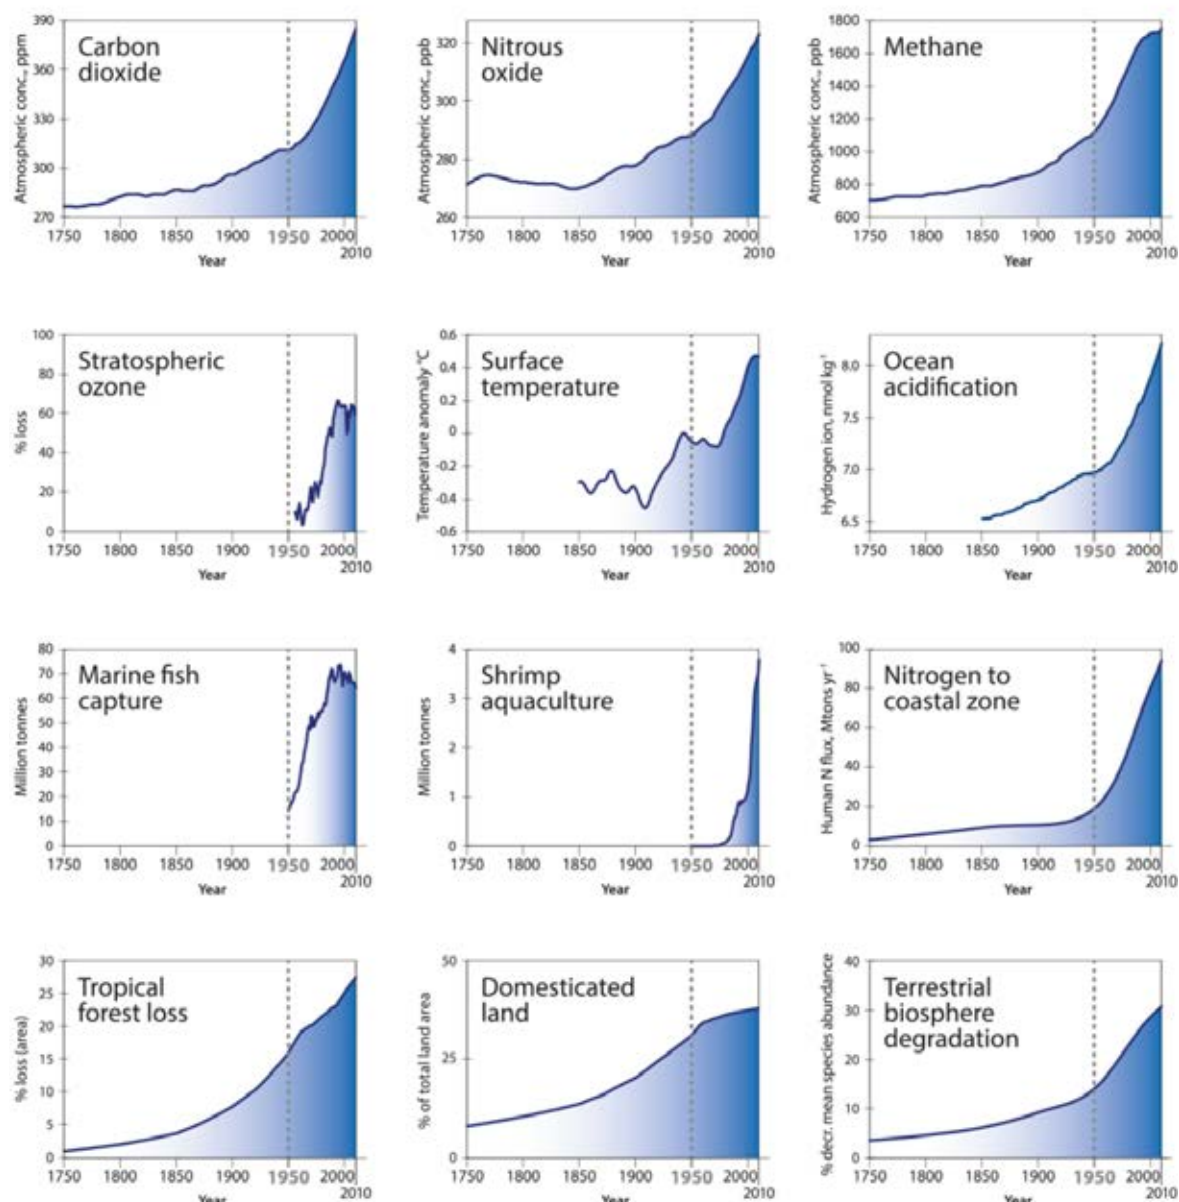 390
360
330
300
270
Atmospheric conc., ppm
Carbon
dioxide
1750 1800 1850 1900 1950 2000
2010
Year
320
300
280
260
Atmospheric conc., ppb
Nitrous
oxide
1750 1800 1850 1900 1950 2000
2010
Year
1800
1600
1400
1200
1000
800
600
Atmospheric conc., ppb
Methane
1750 1800 1850 1900 1950 2000
2010
Year
100
80
60
40
20
0
% loss
Stratospheric
ozone
1750 1800 1850 1900 1950 2000
2010
Year
0.6
0.4
0.2
0
-0.2
-0.4
-0.6
Temperature anomaly °C
Surface
temperature
1750 1800 1850 1900 1950 2000
2010
Year
8.0
7.5
7.0
6.5
Hydrogen ion, nmol kg⁻¹
Ocean
acidification
1750 1800 1850 1900 1950 2000
2010
Year
80
70
60
50
40
30
20
10
0
Million tonnes
Marine fish
capture
1750 1800 1850 1900 1950 2000
2010
Year
4
3
2
1
0
Million tonnes
Shrimp
aquaculture
1750 1800 1850 1900 1950 2000
2010
Year
100
80
60
40
20
0
Human N flux, Mtons yr⁻¹
Nitrogen to
coastal zone
1750 1800 1850 1900 1950 2000
2010
Year
30
25
20
15
10
5
0
% loss (area)
Tropical
forest loss
1750 1800 1850 1900 1950 2000
2010
Year
50
25
0
% of total land area
Domesticated
land
1750 1800 1850 1900 1950 2000
2010
Year
40
30
20
10
0
% decr. mean species abundance
Terrestrial
biosphere
degradation
1750 1800 1850 1900 1950 2000
2010
Year